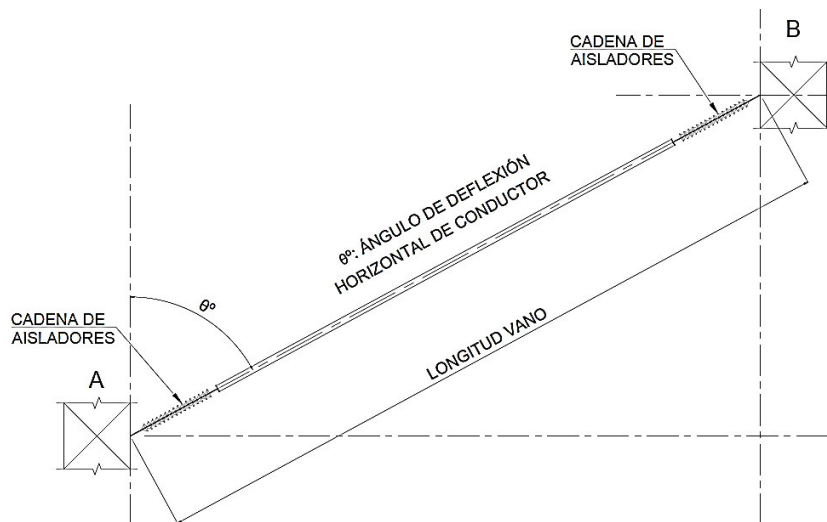 B
CADENA DE
AISLADORES
θº: ÁNGULO DE DEFLEXIÓN
HORIZONTAL DE CONDUCTOR
θº
CADENA DE
AISLADORES
LONGITUD VANO
A